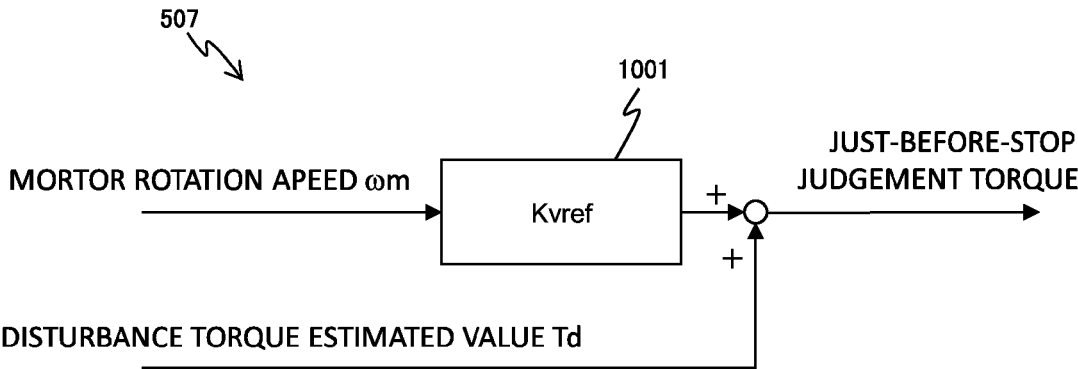 507
1001
JUST-BEFORE-STOP
JUDGEMENT TORQUE
MORTOR ROTATION APEED ωm
Kvref
+
+
DISTURBANCE TORQUE ESTIMATED VALUE Td